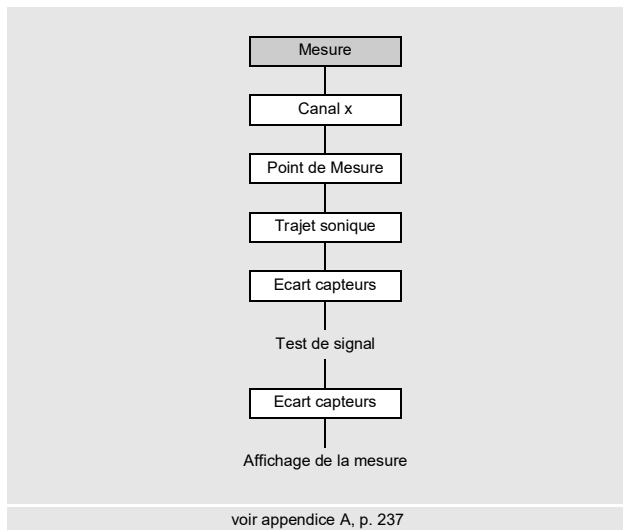 Mesure
Canal x
Point de Mesure
Trajet sonique
Ecart capteurs
Test de signal
Ecart capteurs
Affichage de la mesure
voir appendice A, p. 237